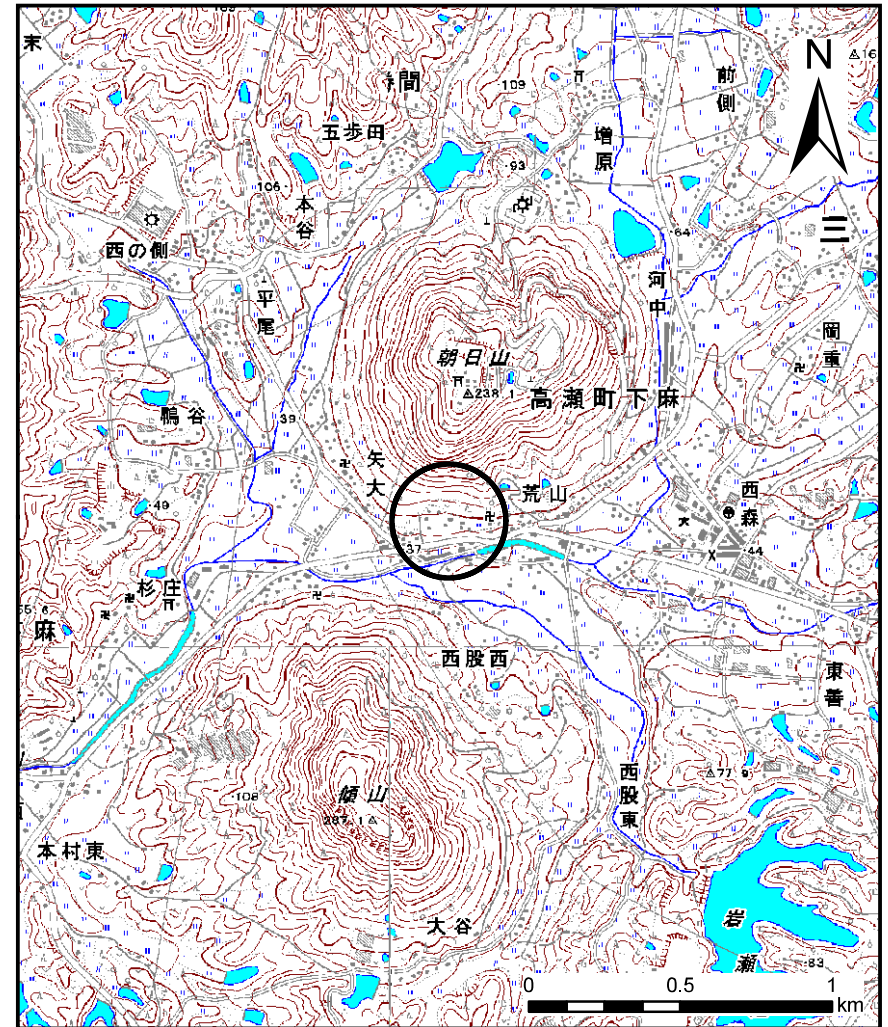 末
間
109
前側
N
五歩田
増原
93
106
本谷
64
三
西の側
河中
平尾
岡重
朝日山
238.1
高瀬町下麻
鴨谷
39
矢大
荒山
西森
49
37
44
杉庄
麻
西股西
東善
西股東
77.9
傾山
108
287.1
本村東
大谷
岩瀬
83
0 0.5 1
km